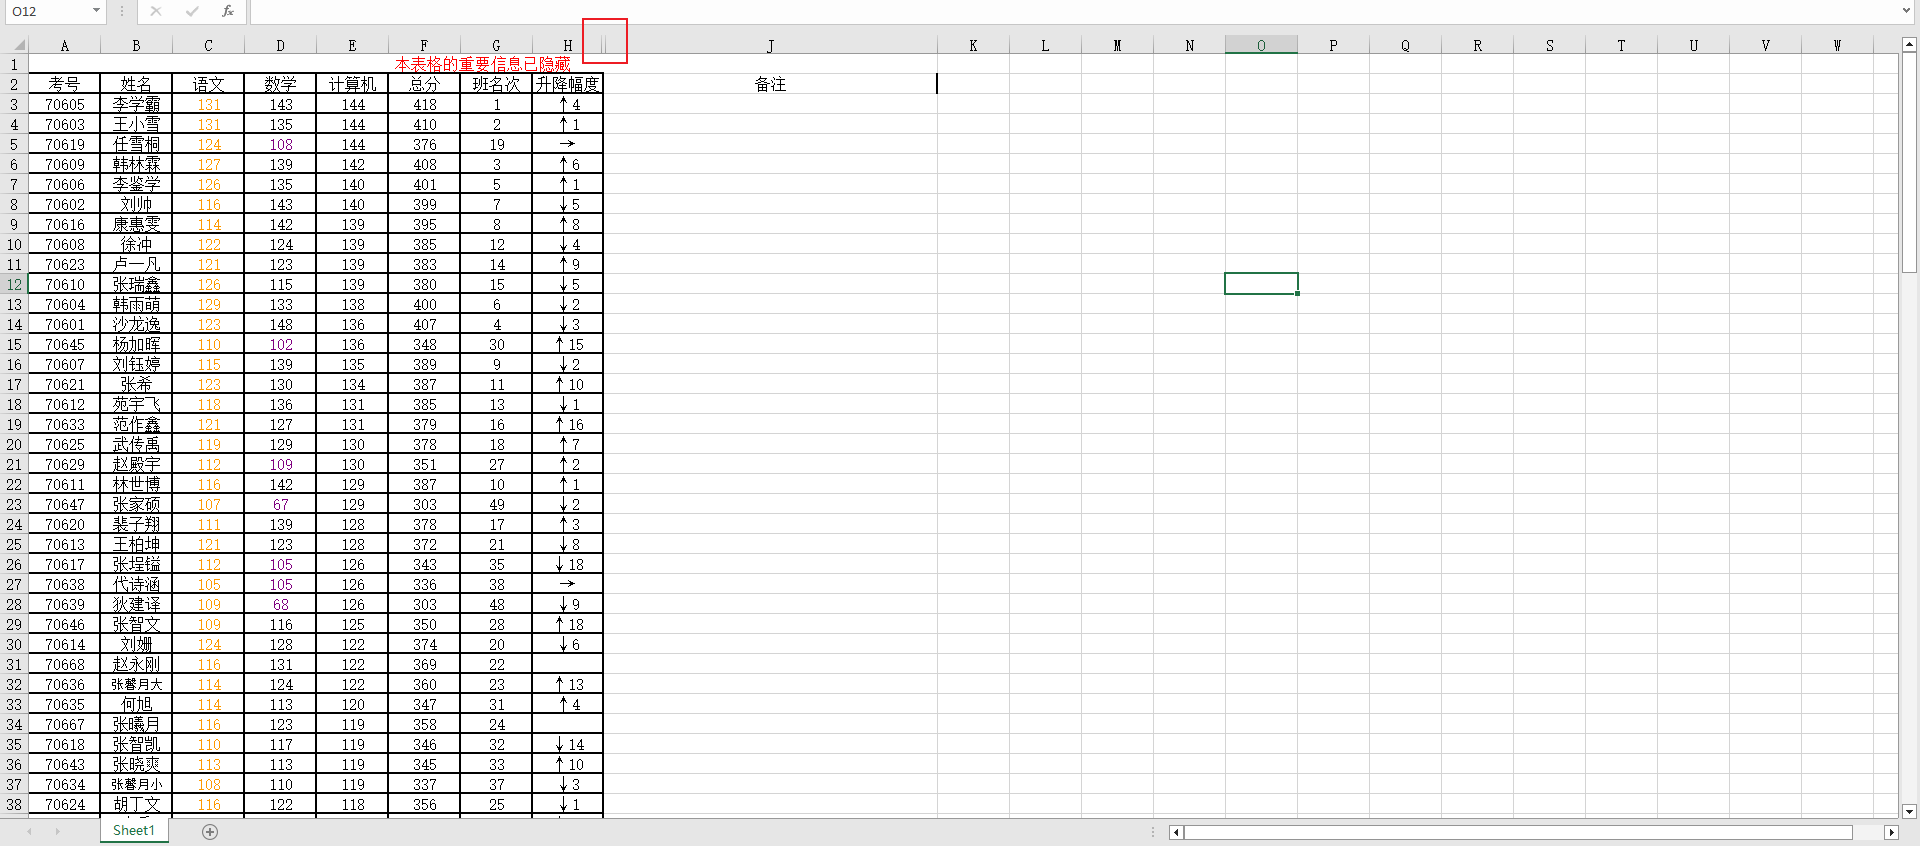 O12
fx
A B C D E F G H J K L M N O P Q R S T U V W
1 本表格的重要信息已隐藏
2 考号 姓名 语文 数学 计算机 总分 班名次 升降幅度 备注
3 70605 李学霸 131 143 144 418 1 ↑4
4 70603 王小雪 131 135 144 410 2 ↑1
5 70619 任雪桐 124 108 144 376 19 →
6 70609 韩林霖 127 139 142 408 3 ↑6
7 70606 李鉴学 126 135 140 401 5 ↑1
8 70602 刘帅 116 143 140 399 7 ↓5
9 70616 康惠雯 114 142 139 395 8 ↑8
10 70608 徐冲 122 124 139 385 12 ↓4
11 70623 卢一凡 121 123 139 383 14 ↑9
12 70610 张瑞鑫 126 115 139 380 15 ↓5
13 70604 韩雨萌 129 133 138 400 6 ↓2
14 70601 沙龙逸 123 148 136 407 4 ↓3
15 70645 杨加晖 110 102 136 348 30 ↑15
16 70607 刘钰婷 115 139 135 389 9 ↓2
17 70621 张希 123 130 134 387 11 ↑10
18 70612 苑宇飞 118 136 131 385 13 ↓1
19 70633 范作鑫 121 127 131 379 16 ↑16
20 70625 武传禹 119 129 130 378 18 ↑7
21 70629 赵殿宇 112 109 130 351 27 ↑2
22 70611 林世博 116 142 129 387 10 ↑1
23 70647 张家硕 107 67 129 303 49 ↓2
24 70620 裴子翔 111 139 128 378 17 ↑3
25 70613 王柏坤 121 123 128 372 21 ↓8
26 70617 张埕镒 112 105 126 343 35 ↓18
27 70638 代诗涵 105 105 126 336 38 →
28 70639 狄建译 109 68 126 303 48 ↓9
29 70646 张智文 109 116 125 350 28 ↑18
30 70614 刘姗 124 128 122 374 20 ↓6
31 70668 赵永刚 116 131 122 369 22
32 70636 张馨月大 114 124 122 360 23 ↑13
33 70635 何旭 114 113 120 347 31 ↑4
34 70667 张曦月 116 123 119 358 24
35 70618 张智凯 110 117 119 346 32 ↓14
36 70643 张晓爽 113 113 119 345 33 ↑10
37 70634 张馨月小 108 110 119 337 37 ↓3
38 70624 胡丁文 116 122 118 356 25 ↓1
Sheet1